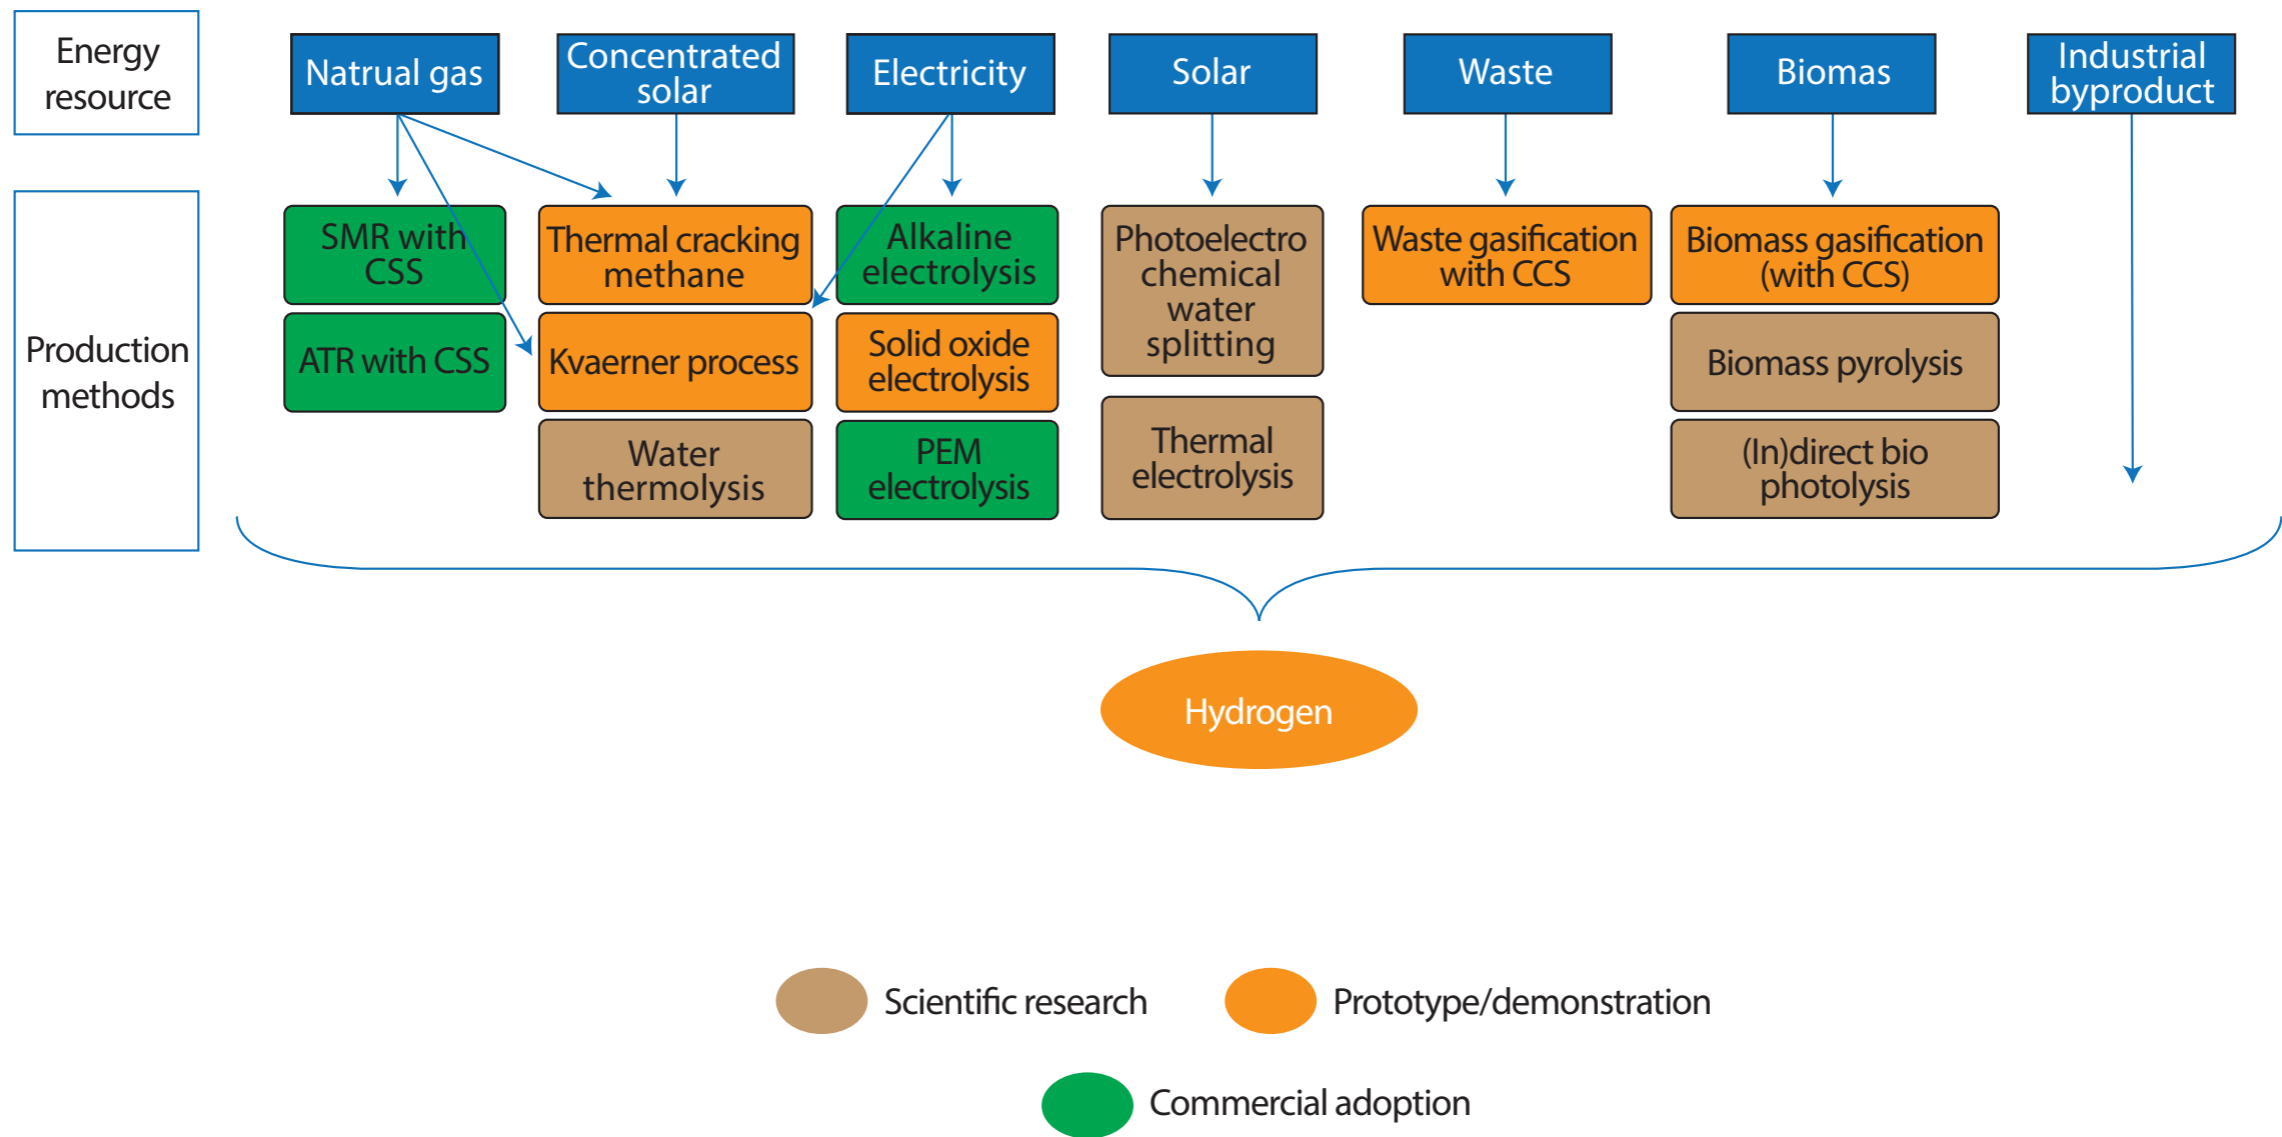 Energy
resource
Natrual gas
Concentrated
solar
Electricity
Solar
Waste
Biomas
Industrial
byproduct
Production
methods
SMR with
CSS
ATR with CSS
Thermal cracking
methane
Kvaerner process
Water
thermolysis
Alkaline
electrolysis
Solid oxide
electrolysis
PEM
electrolysis
Photoelectro
chemical
water
splitting
Thermal
electrolysis
Waste gasification
with CCS
Biomass gasification
(with CCS)
Biomass pyrolysis
(In)direct bio
photolysis
Hydrogen
Scientific research
Prototype/demonstration
Commercial adoption